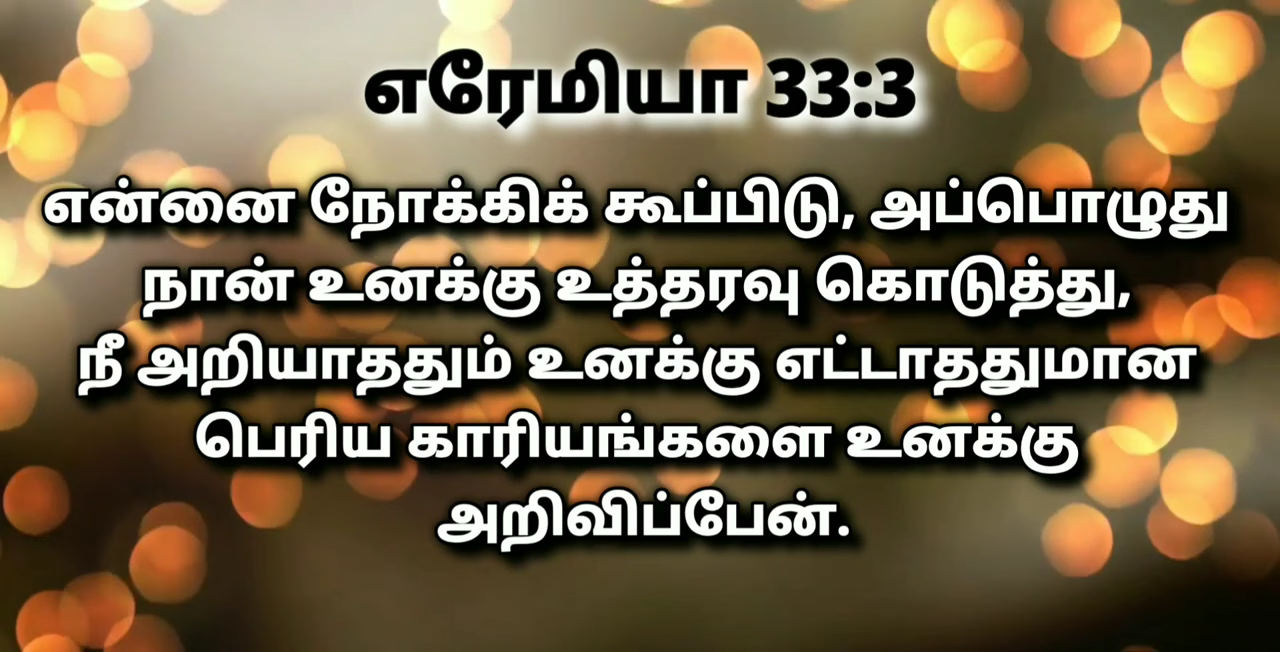 எரேமியா 33:3
என்னை நோக்கிக் கூப்பிடு, அப்பொழுது
நான் உனக்கு உத்தரவு கொடுத்து,
நீ அறியாததும் உனக்கு எட்டாததுமான
பெரிய காரியங்களை உனக்கு
அறிவிப்பேன்.